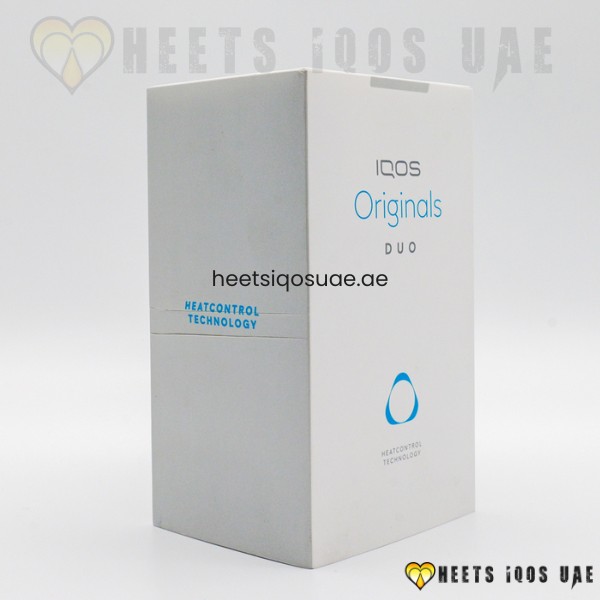 HEETS iQOS UAE
IQOS
Originals
DUO
heetsiqosuae.ae
HEATCONTROL
TECHNOLOGY
HEATCONTROL
TECHNOLOGY
HEETS iQOS UAE